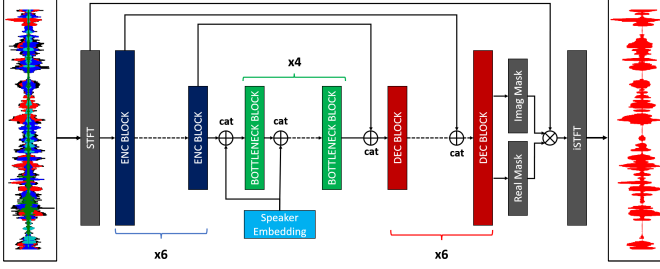 x4
STFT
ENC BLOCK
ENC BLOCK
cat
BOTTLENECK BLOCK
cat
BOTTLENECK BLOCK
cat
DEC BLOCK
cat
DEC BLOCK
Imag Mask
Real Mask
iSTFT
Speaker
Embedding
x6
x6